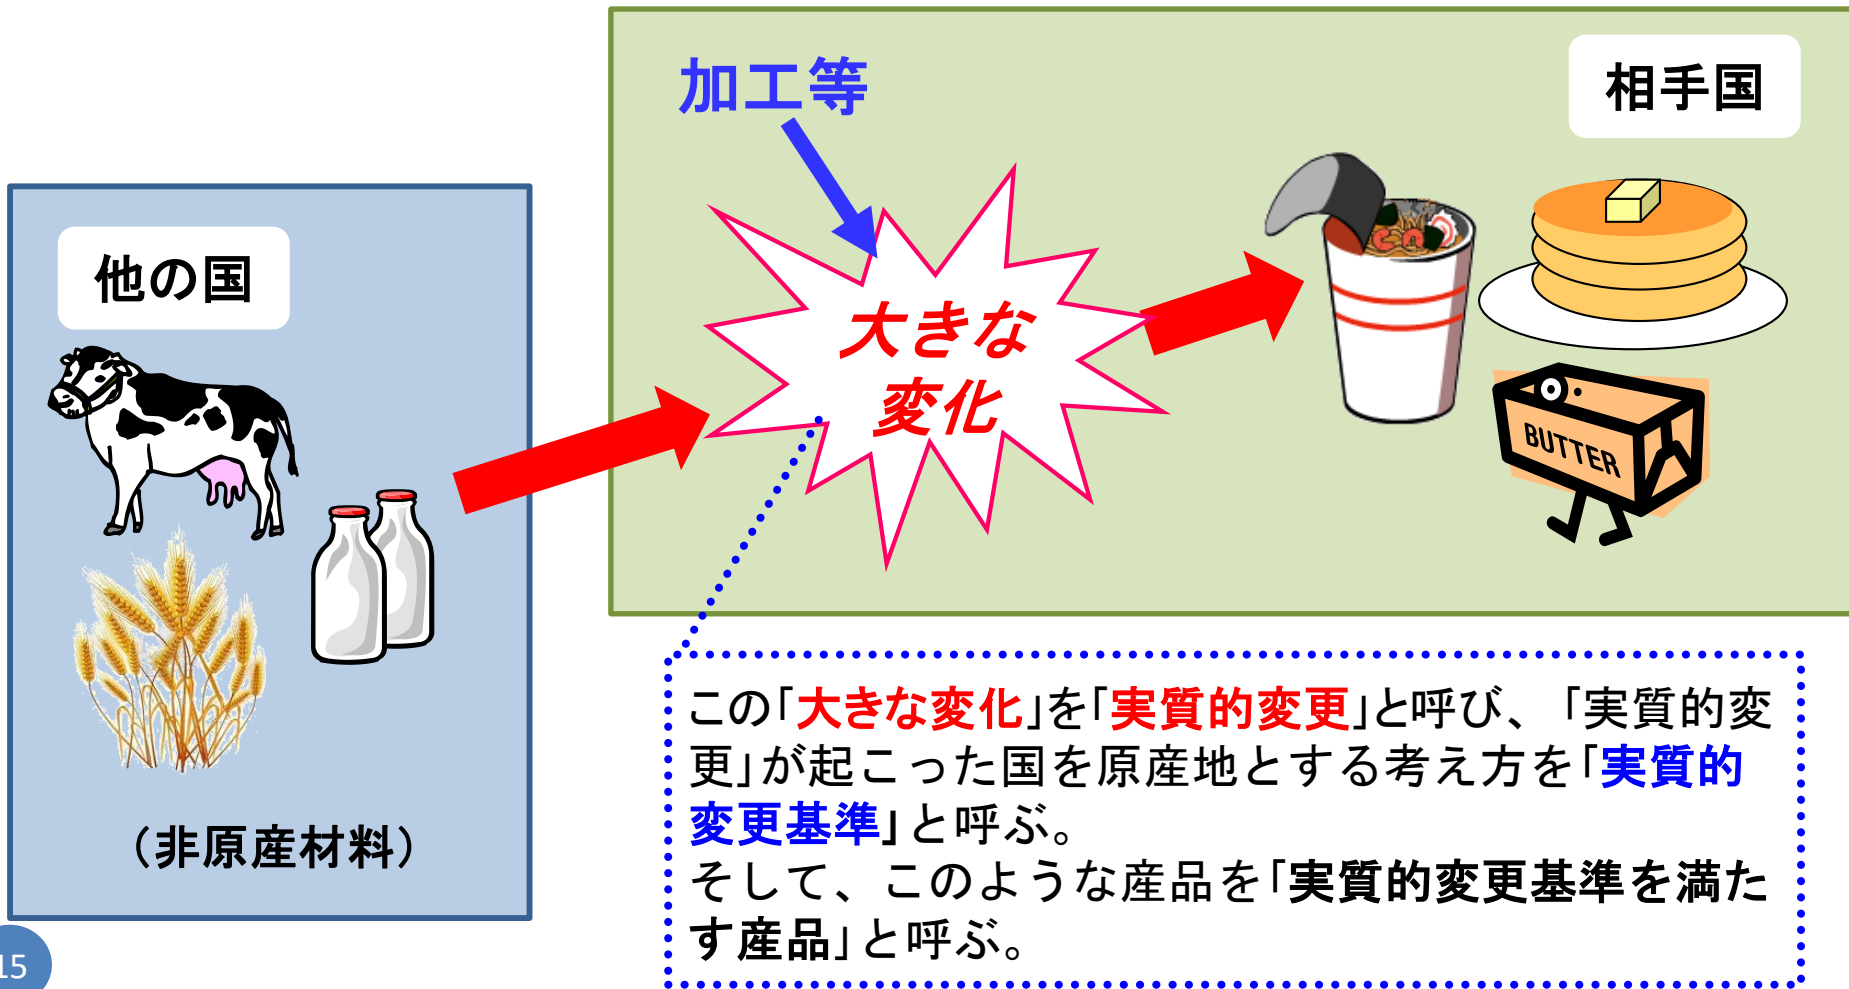 加工等
相手国
他の国
大きな
変化
BUTTER
（非原産材料）
この「大きな変化」を「実質的変更」と呼び、「実質的変
更」が起こった国を原産地とする考え方を「実質的
変更基準」と呼ぶ。
そして、このような産品を「実質的変更基準を満た
す産品」と呼ぶ。
15